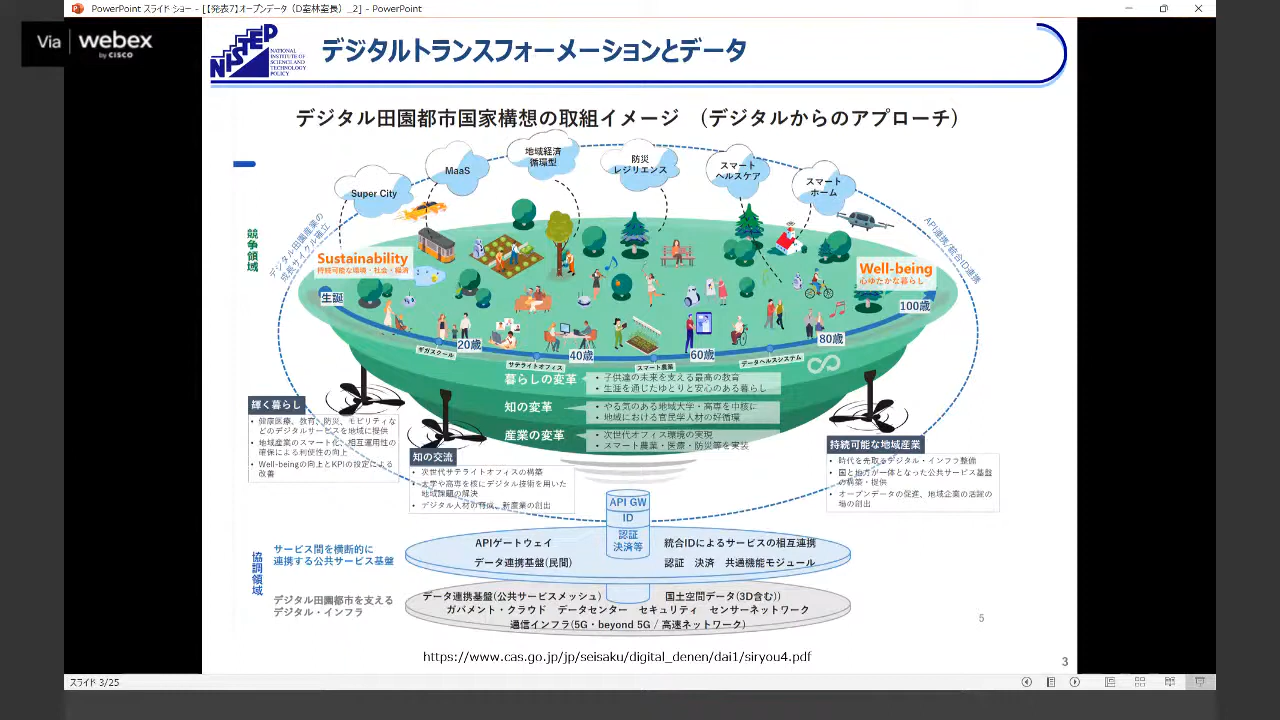 PowerPoint スライド ショー - [【発表7】オープンデータ（D室林室長）_2] - PowerPoint
Via webex
by CISCO
NISTEP
NATIONAL
INSTITUTE OF
SCIENCE AND
TECHNOLOGY
POLICY
デジタルトランスフォーメーションとデータ
デジタル田園都市国家構想の取組イメージ （デジタルからのアプローチ）
Super City
MaaS
地域経済
循環型
防災
レジリエンス
スマート
ヘルスケア
スマート
ホーム
競争領域
デジタル田園産業の
成長サイクル確立
API連携,統合ID連携
Sustainability
持続可能な環境・社会・経済
Well-being
心ゆたかな暮らし
生誕
20歳
40歳
60歳
80歳
100歳
ギガスクール
サテライトオフィス
スマート農業
データヘルスシステム
暮らしの変革
• 子供達の未来を支える最高の教育
• 生涯を通じたゆとりと安心のある暮らし
知の変革
• やる気のある地域大学・高専を中核に
• 地域における官民学人材の好循環
産業の変革
• 次世代オフィス環境の実現
• スマート農業・医療・防災等を実装
輝く暮らし
• 健康医療、教育、防災、モビリティな
どのデジタルサービスを地域に提供
• 地域産業のスマート化、相互運用性の
確保による利便性の向上
• Well-beingの向上とKPIの設定による
改善
知の交流
• 次世代サテライトオフィスの構築
• 大学や高専を核にデジタル技術を用いた
地域課題の解決
• デジタル人材の育成、新産業の創出
持続可能な地域産業
• 時代を先取るデジタル・インフラ整備
• 国と地方が一体となった公共サービス基盤
の構築・提供
• オープンデータの促進、地域企業の活躍の
場の創出
API GW
ID
認証
決済等
協調領域
サービス間を横断的に
連携する公共サービス基盤
APIゲートウェイ
統合IDによるサービスの相互連携
データ連携基盤(民間)
認証 決済 共通機能モジュール
デジタル田園都市を支える
デジタル・インフラ
データ連携基盤(公共サービスメッシュ)
国土空間データ(3D含む))
ガバメント・クラウド データセンター セキュリティ センサーネットワーク
通信インフラ(5G・beyond 5G / 高速ネットワーク)
5
https://www.cas.go.jp/jp/seisaku/digital_denen/dai1/siryou4.pdf
3
スライド 3/25